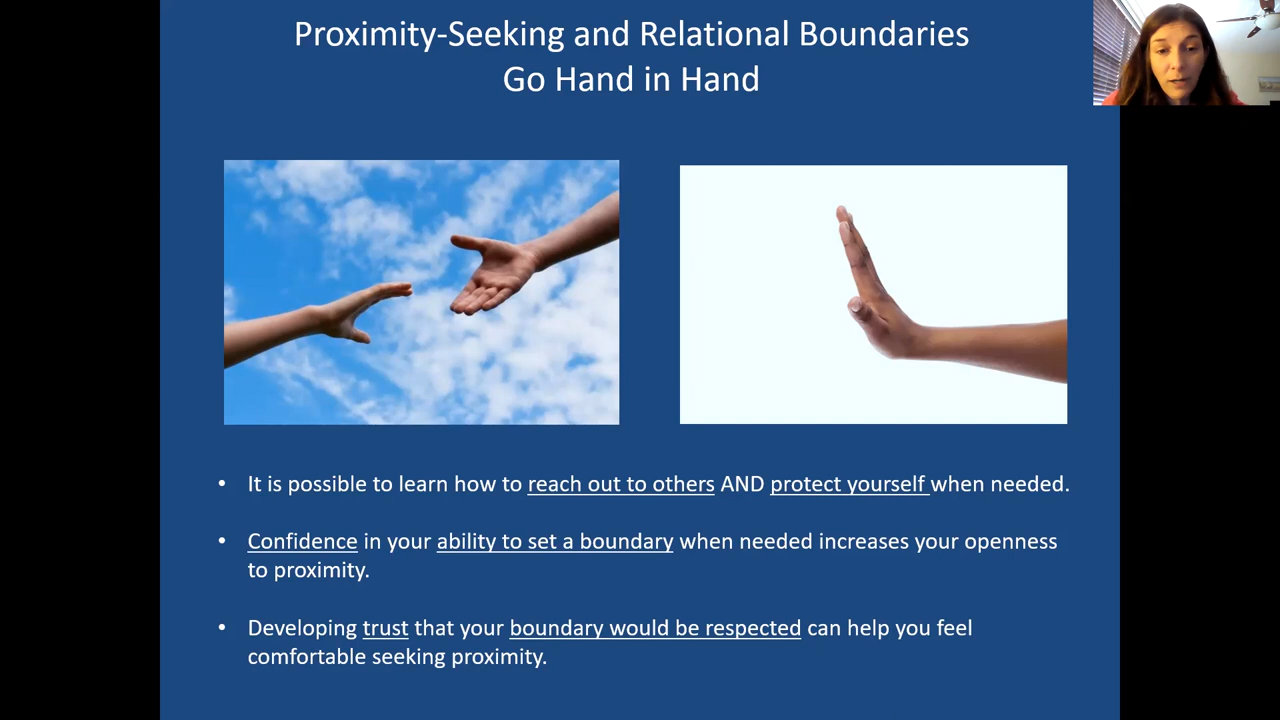 Proximity-Seeking and Relational Boundaries
Go Hand in Hand
• It is possible to learn how to reach out to others AND protect yourself when needed.
• Confidence in your ability to set a boundary when needed increases your openness
to proximity.
• Developing trust that your boundary would be respected can help you feel
comfortable seeking proximity.